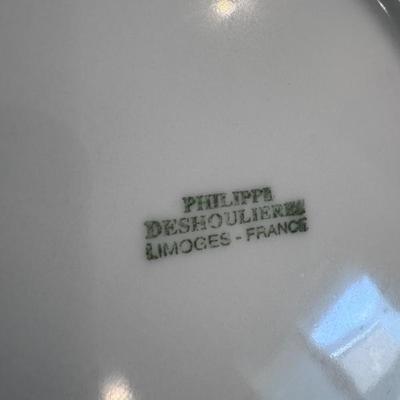 PHILIPPE
DESHOULIERES
LIMOGES - FRANCE